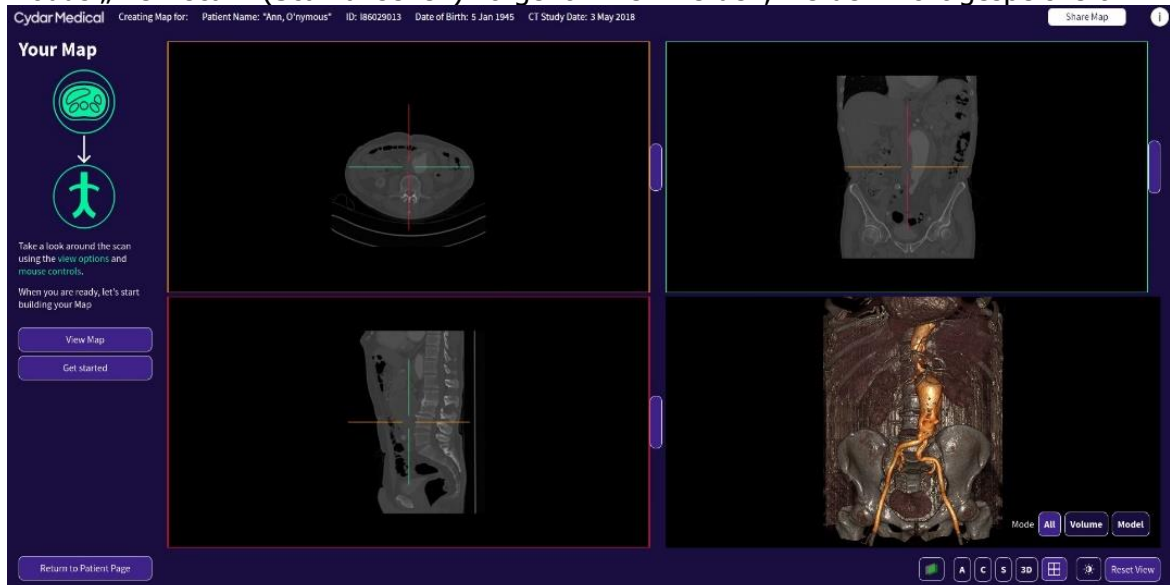 Cydar Medical Creating Map for: Patient Name: "Ann, O'nymous" ID: I86029013 Date of Birth: 5 Jan 1945 CT Study Date: 3 May 2018 Share Map i
Your Map
Take a look around the scan
using the view options and
mouse controls.
When you are ready, let's start
building your Map
View Map
Get started
Mode All Volume Model
Return to Patient Page A C S 3D Reset View